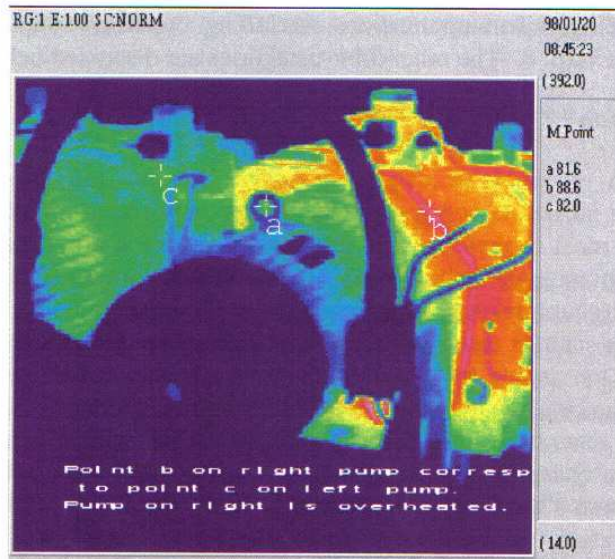 RG:1 E:1.00 SC:NORM
98/01/20
08:45:23
(392.0)
M.Point
a 81.6
b 88.6
c 82.0
c
a
b
Point b on right pump corresp
to point c on left pump.
Pump on right is overheated.
(14.0)